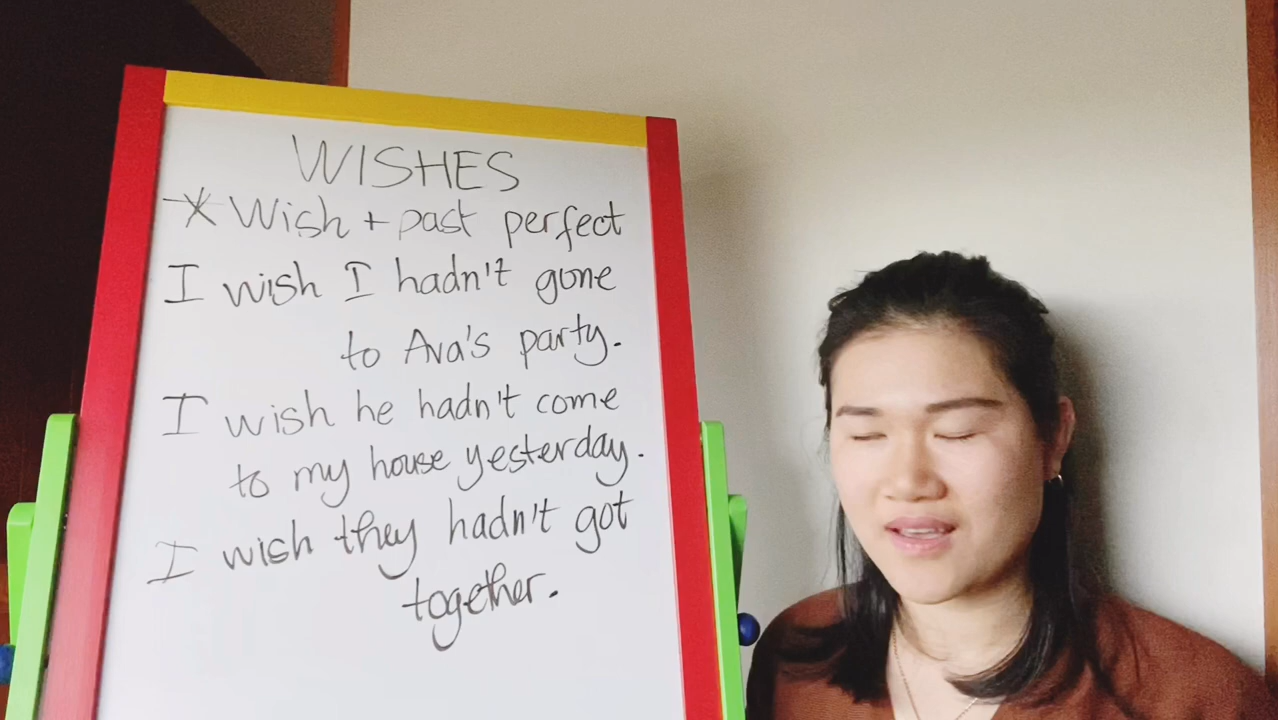 WISHES
* Wish + past perfect
I wish I hadn't gone
to Ava's party.
I wish he hadn't come
to my house yesterday.
I wish they hadn't got
together.